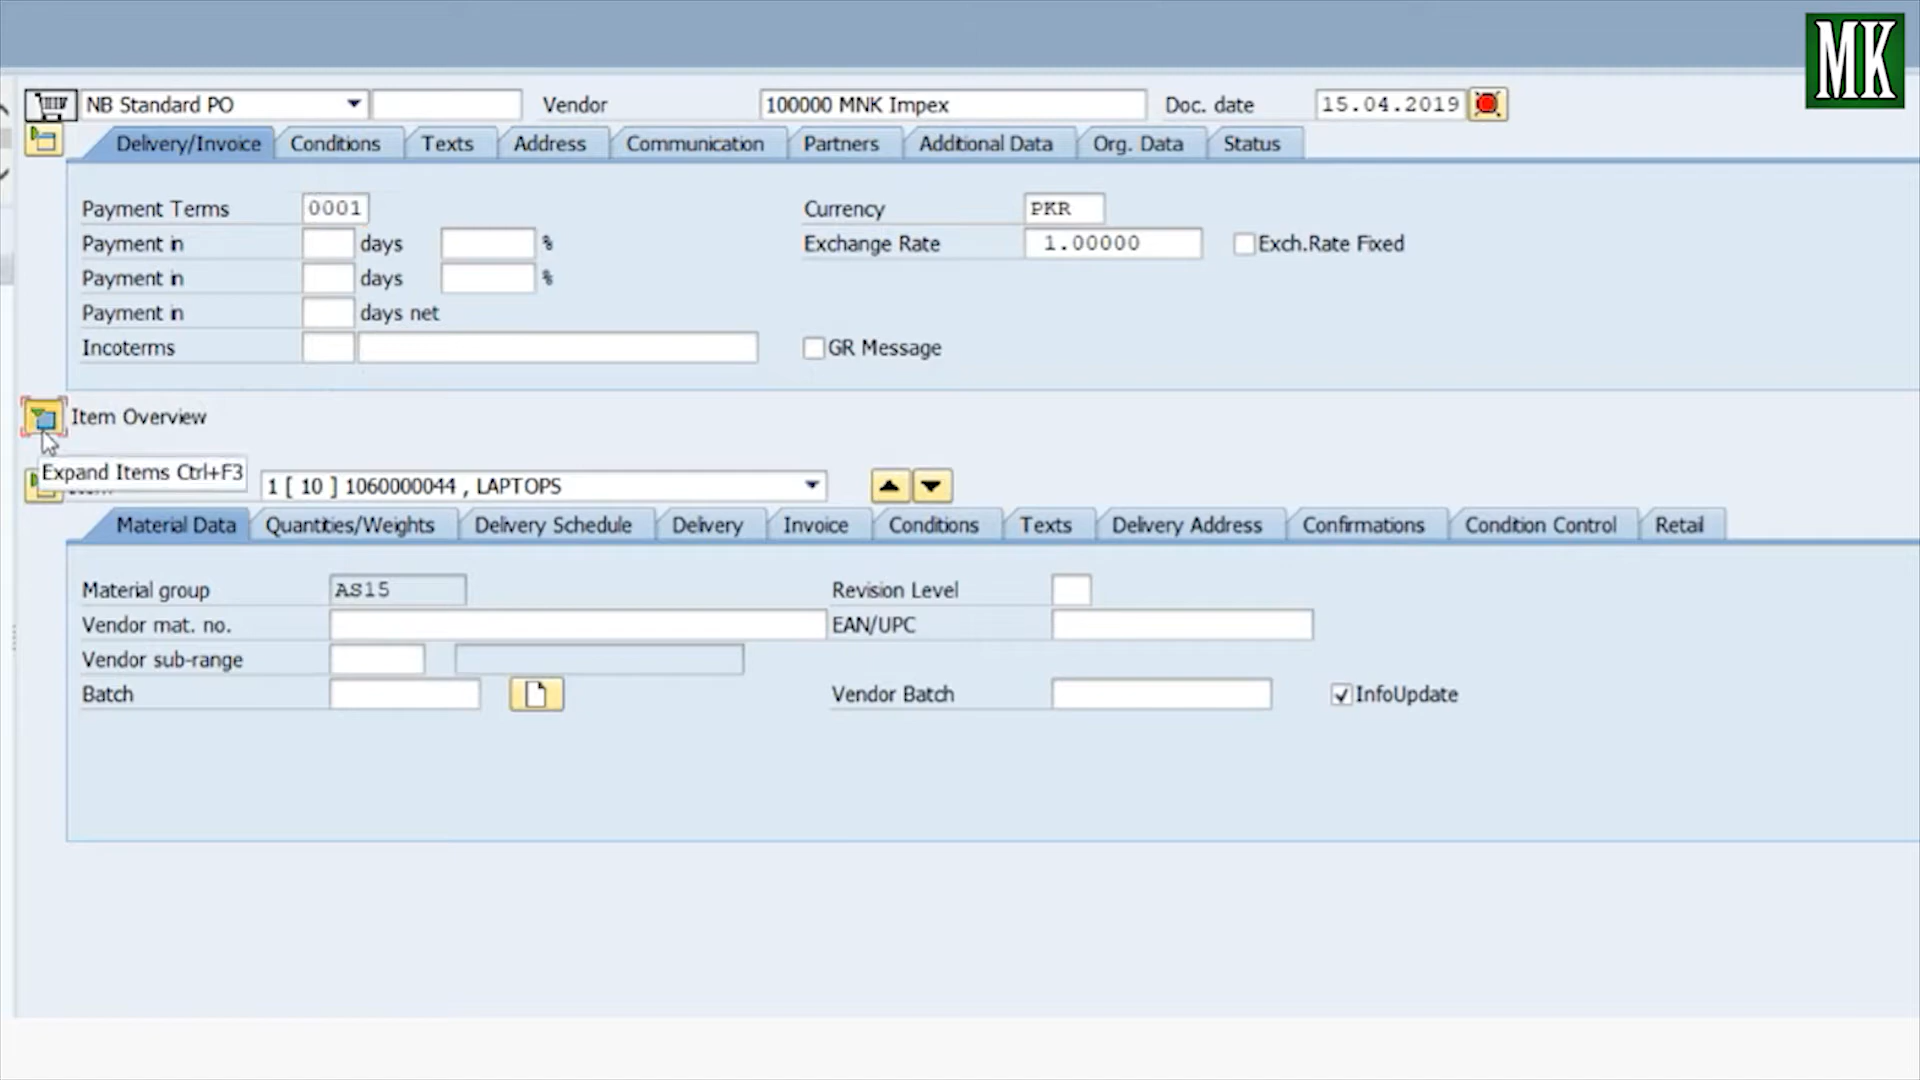 MK
NB Standard PO Vendor 100000 MNK Impex Doc. date 15.04.2019
Delivery/Invoice Conditions Texts Address Communication Partners Additional Data Org. Data Status
Payment Terms 0001 Currency PKR
Payment in days % Exchange Rate 1.00000 Exch.Rate Fixed
Payment in days %
Payment in days net
Incoterms GR Message
Item Overview
Expand Items Ctrl+F3
1 [ 10 ] 1060000044 , LAPTOPS
Material Data Quantities/Weights Delivery Schedule Delivery Invoice Conditions Texts Delivery Address Confirmations Condition Control Retail
Material group AS15 Revision Level
Vendor mat. no. EAN/UPC
Vendor sub-range
Batch Vendor Batch InfoUpdate